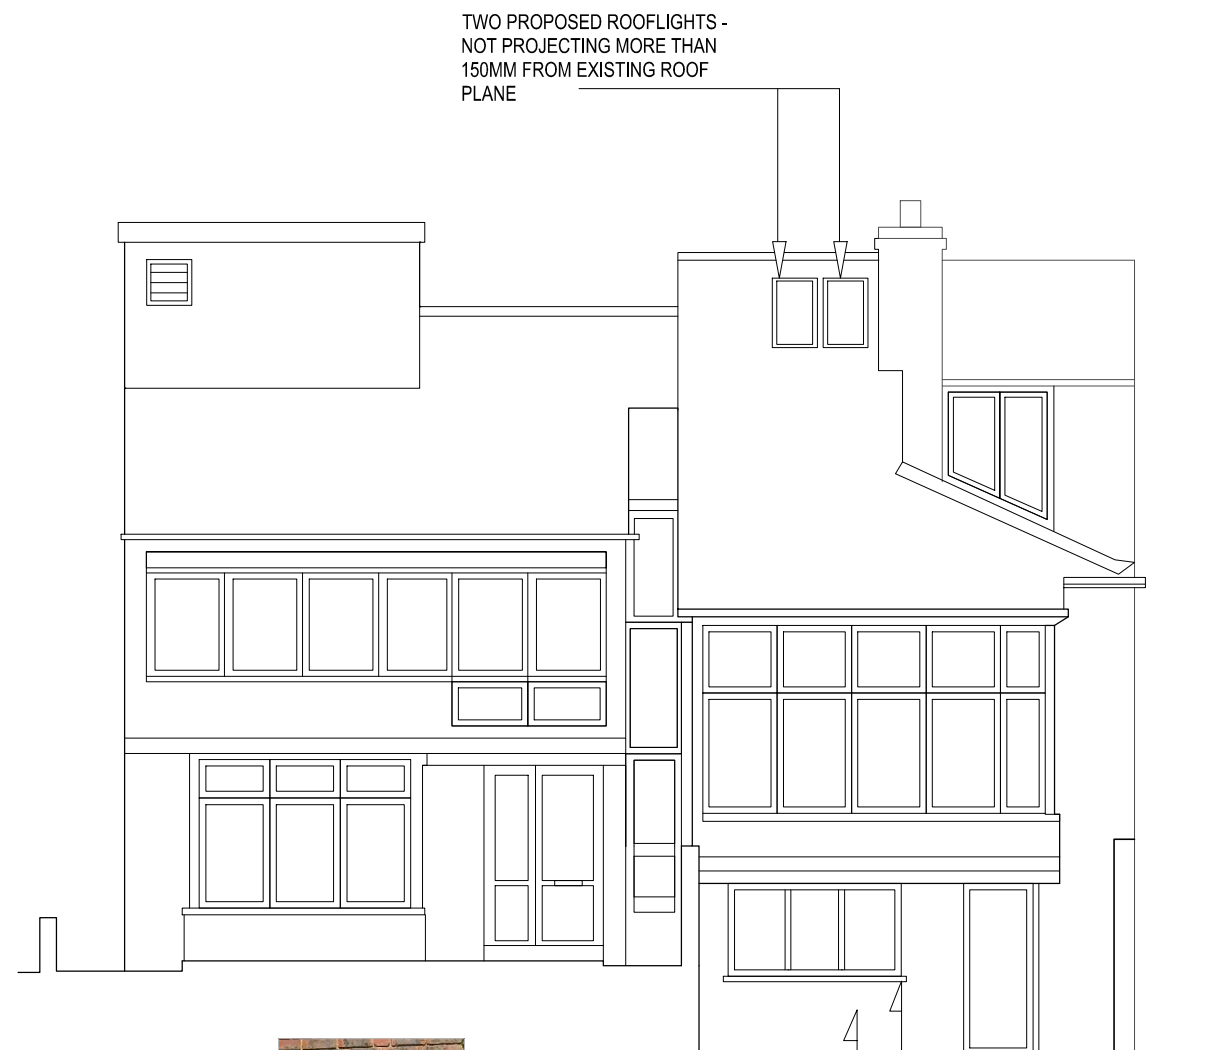 TWO PROPOSED ROOFLIGHTS -
NOT PROJECTING MORE THAN
150MM FROM EXISTING ROOF
PLANE